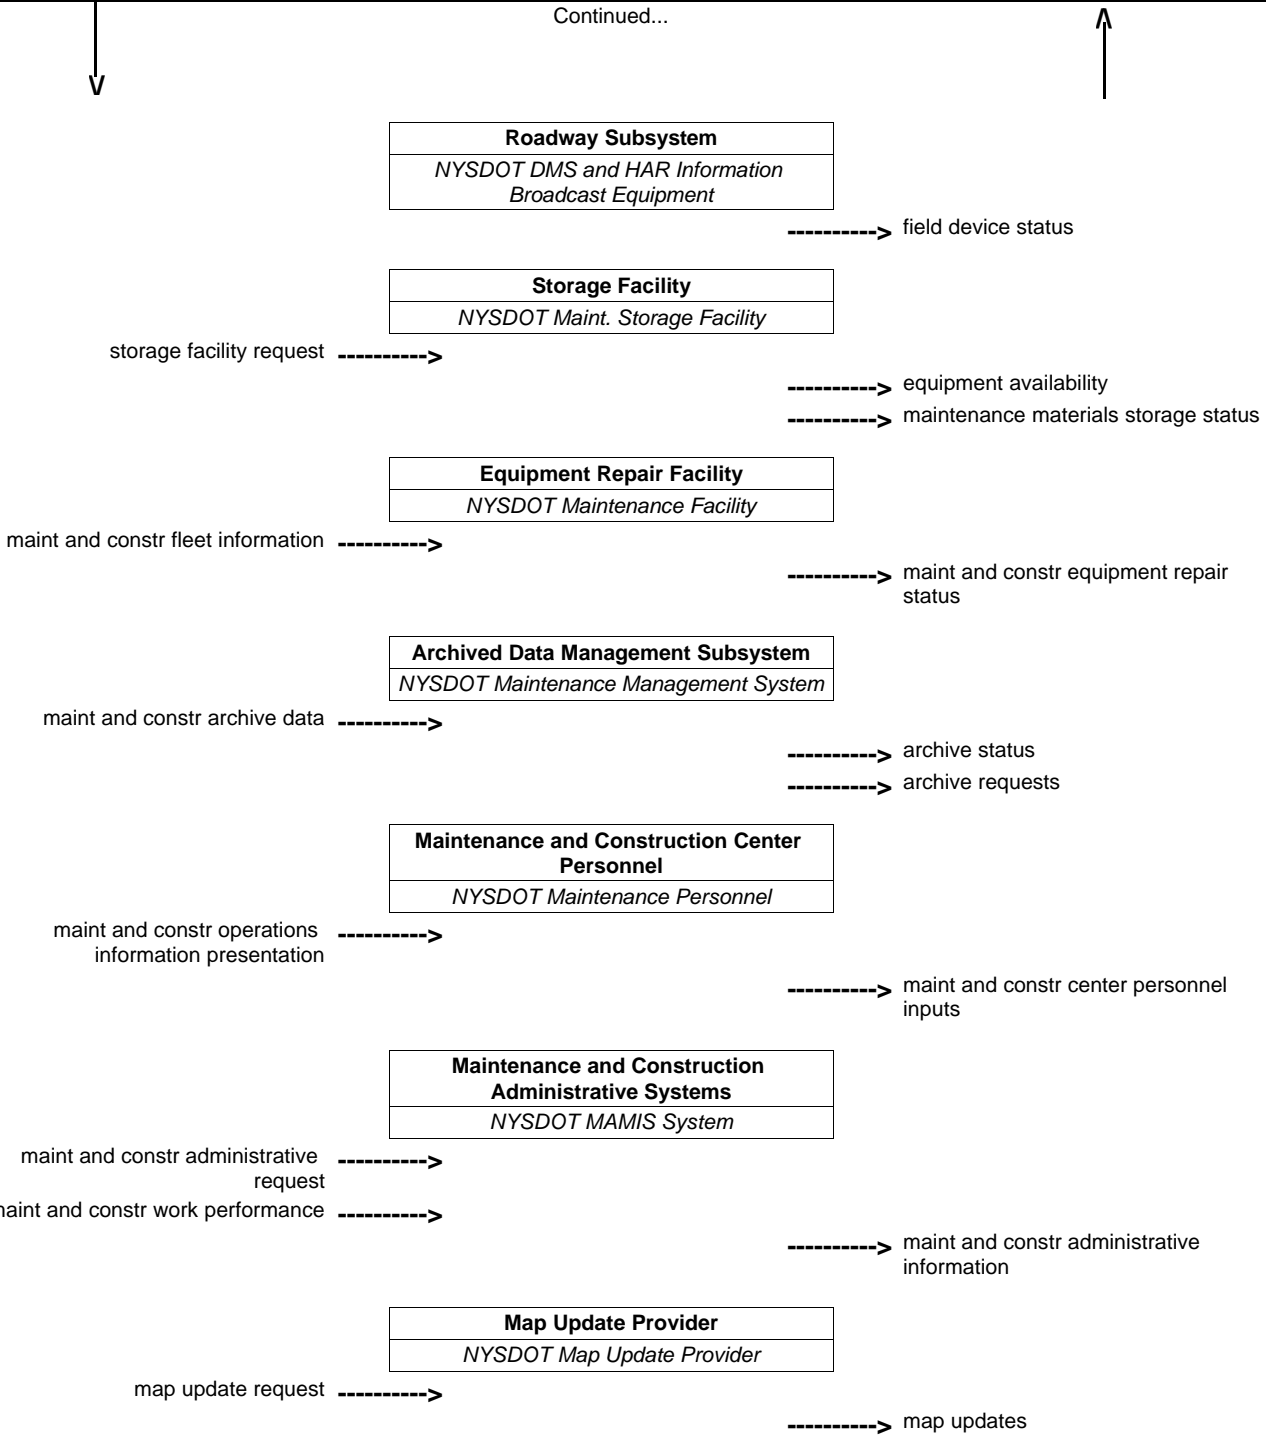 Continued...
Roadway Subsystem
NYSDOT DMS and HAR Information
Broadcast Equipment
field device status
Storage Facility
NYSDOT Maint. Storage Facility
storage facility request
equipment availability
maintenance materials storage status
Equipment Repair Facility
NYSDOT Maintenance Facility
maint and constr fleet information
maint and constr equipment repair
status
Archived Data Management Subsystem
NYSDOT Maintenance Management System
maint and constr archive data
archive status
archive requests
Maintenance and Construction Center
Personnel
NYSDOT Maintenance Personnel
maint and constr operations
information presentation
maint and constr center personnel
inputs
Maintenance and Construction
Administrative Systems
NYSDOT MAMIS System
maint and constr administrative
request
maint and constr work performance
maint and constr administrative
information
Map Update Provider
NYSDOT Map Update Provider
map update request
map updates